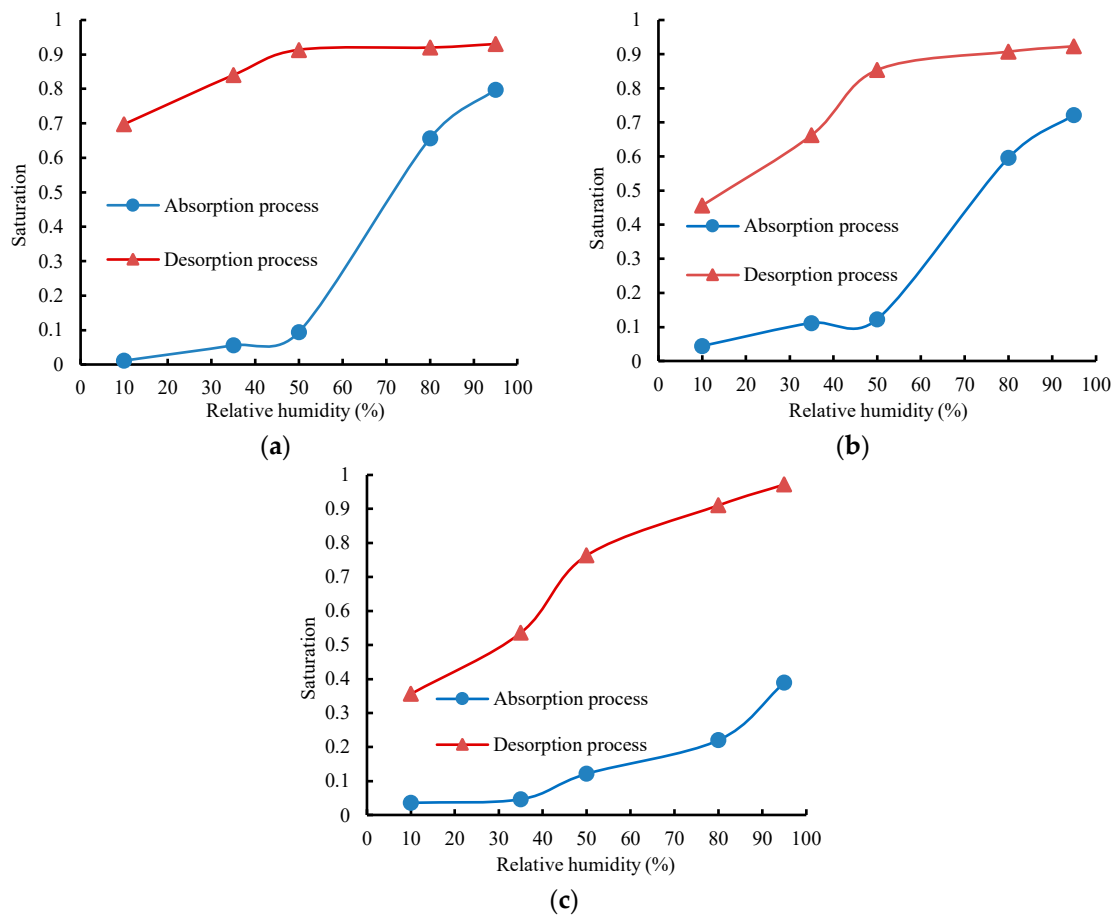 1
0.9
0.8
0.7
0.6
0.5
0.4
0.3
0.2
0.1
0
Saturation
Absorption process
Desorption process
0 10 20 30 40 50 60 70 80 90 100
Relative humidity (%)
(a)
1
0.9
0.8
0.7
0.6
0.5
0.4
0.3
0.2
0.1
0
Saturation
Absorption process
Desorption process
0 10 20 30 40 50 60 70 80 90 100
Relative humidity (%)
(b)
1
0.9
0.8
0.7
0.6
0.5
0.4
0.3
0.2
0.1
0
Saturation
Absorption process
Desorption process
0 10 20 30 40 50 60 70 80 90 100
Relative humidity (%)
(c)